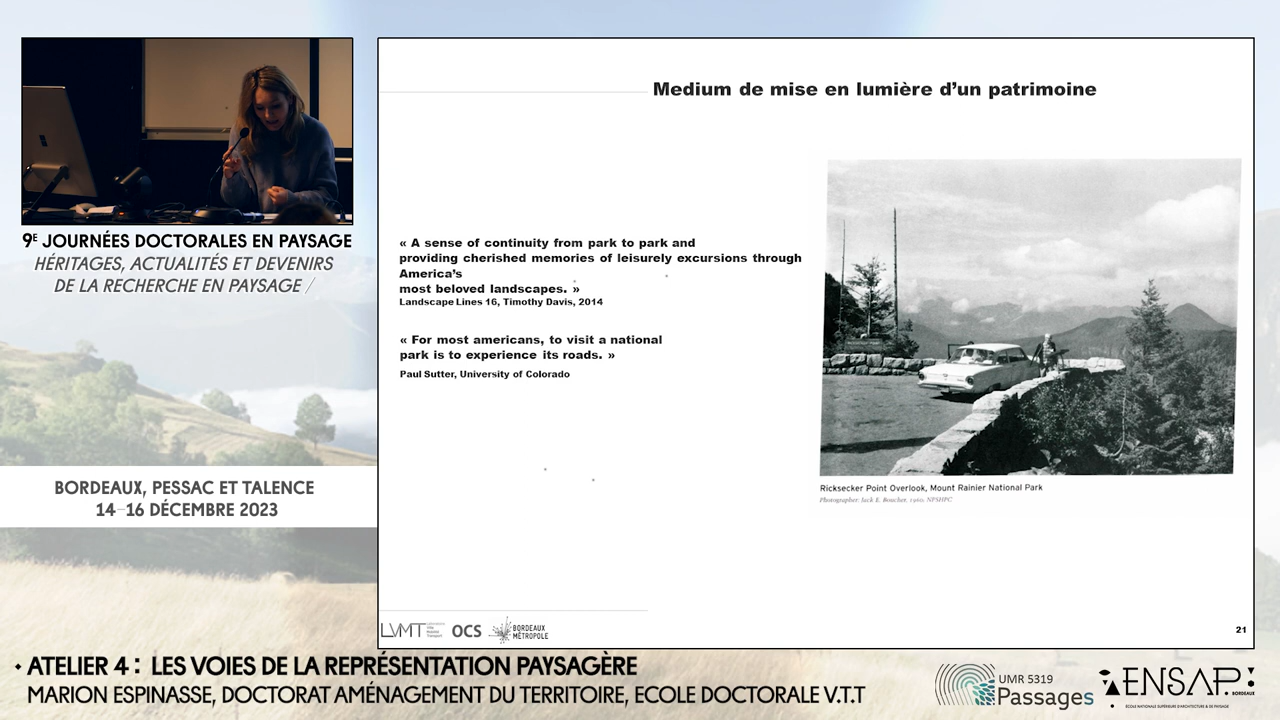 9E JOURNÉES DOCTORALES EN PAYSAGE
HÉRITAGES, ACTUALITÉS ET DEVENIRS
DE LA RECHERCHE EN PAYSAGE /
BORDEAUX, PESSAC ET TALENCE
14–16 DÉCEMBRE 2023
Medium de mise en lumière d’un patrimoine
« A sense of continuity from park to park and
providing cherished memories of leisurely excursions through
America’s
most beloved landscapes. »
Landscape Lines 16, Timothy Davis, 2014
« For most americans, to visit a national
park is to experience its roads. »
Paul Sutter, University of Colorado
Ricksecker Point Overlook, Mount Rainier National Park
Photographer: Jack E. Boucher, 1960, NPSHPC
LVMT
Ville
Mobilité
Transport
OCS
BORDEAUX
MÉTROPOLE
21
ATELIER 4 : LES VOIES DE LA REPRÉSENTATION PAYSAGÈRE
MARION ESPINASSE, DOCTORAT AMÉNAGEMENT DU TERRITOIRE, ECOLE DOCTORALE V.T.T
UMR 5319
Passages
ENSAP
BORDEAUX
ÉCOLE NATIONALE SUPÉRIEURE D'ARCHITECTURE & DE PAYSAGE